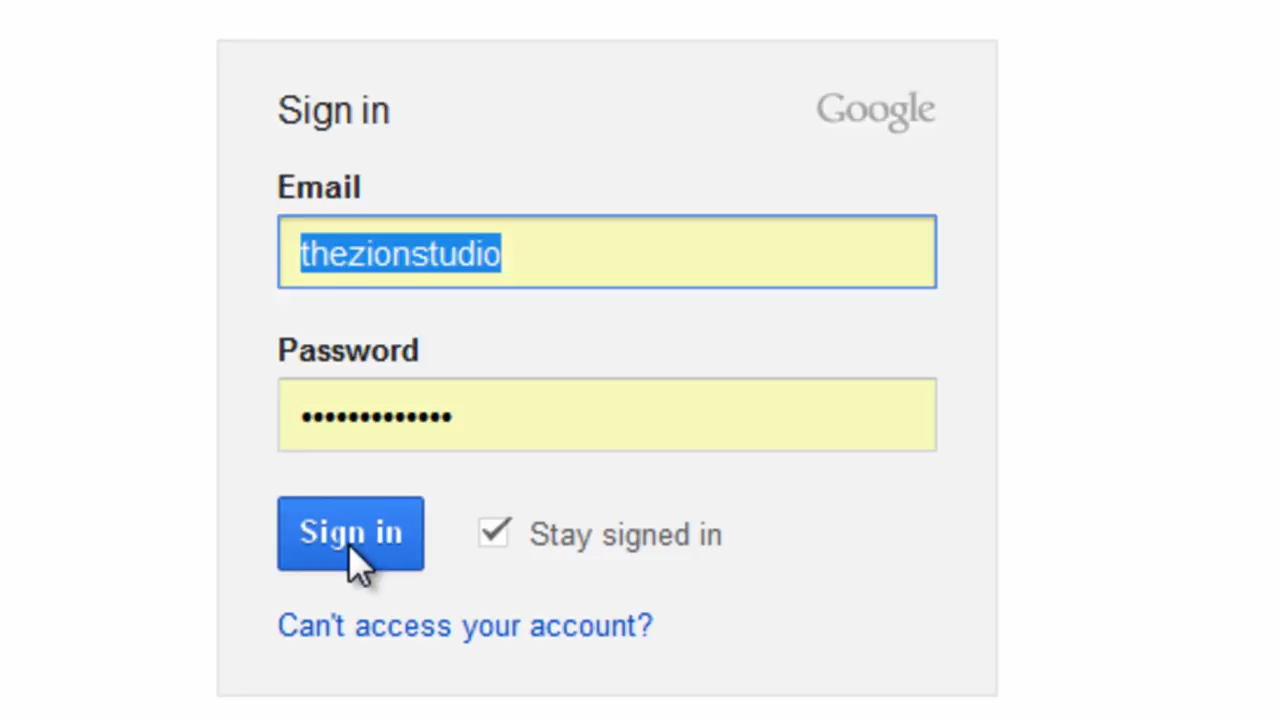 Sign in
Google
Email
thezionstudio
Password
•••••••••••••
Sign in
Stay signed in
Can't access your account?